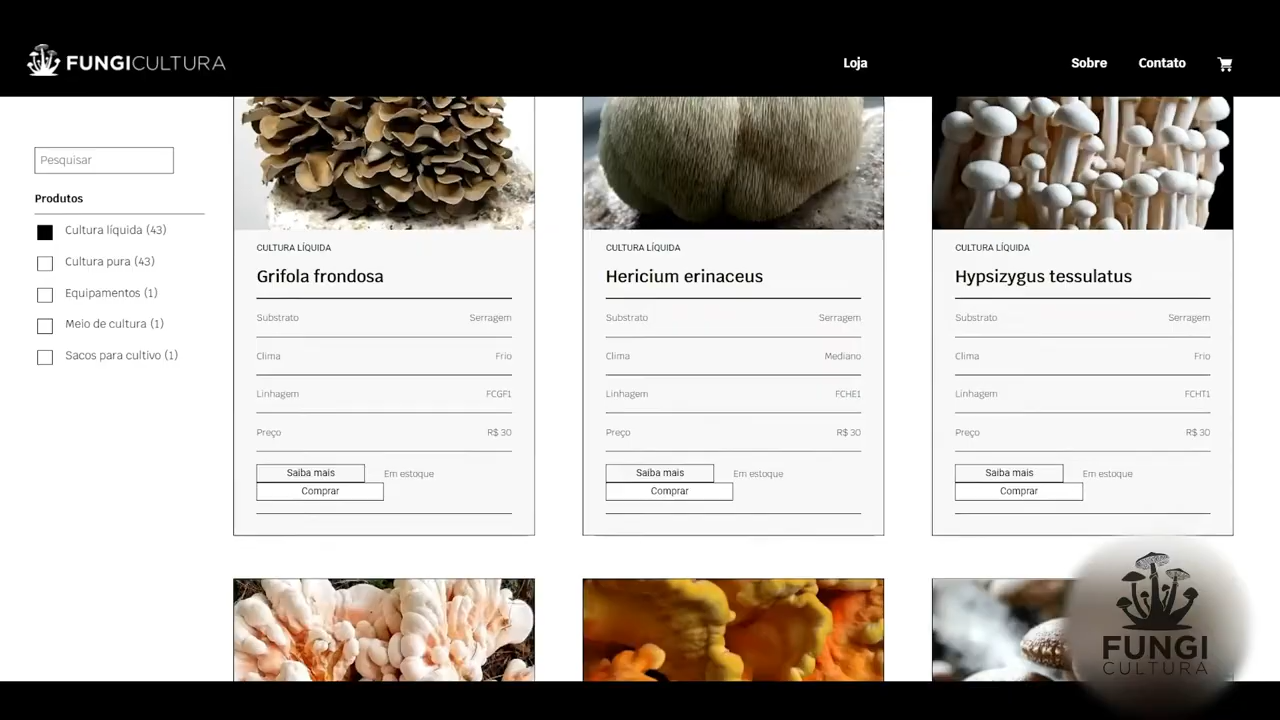 FUNGICULTURA
Loja
Sobre
Contato
Pesquisar
Produtos
Cultura líquida (43)
Cultura pura (43)
Equipamentos (1)
Meio de cultura (1)
Sacos para cultivo (1)
CULTURA LÍQUIDA
Grifola frondosa
Substrato Serragem
Clima Frio
Linhagem FCGF1
Preço R$ 30
Saiba mais Em estoque
Comprar
CULTURA LÍQUIDA
Hericium erinaceus
Substrato Serragem
Clima Mediano
Linhagem FCHE1
Preço R$ 30
Saiba mais Em estoque
Comprar
CULTURA LÍQUIDA
Hypsizygus tessulatus
Substrato Serragem
Clima Frio
Linhagem FCHT1
Preço R$ 30
Saiba mais Em estoque
Comprar
FUNGI
CULTURA